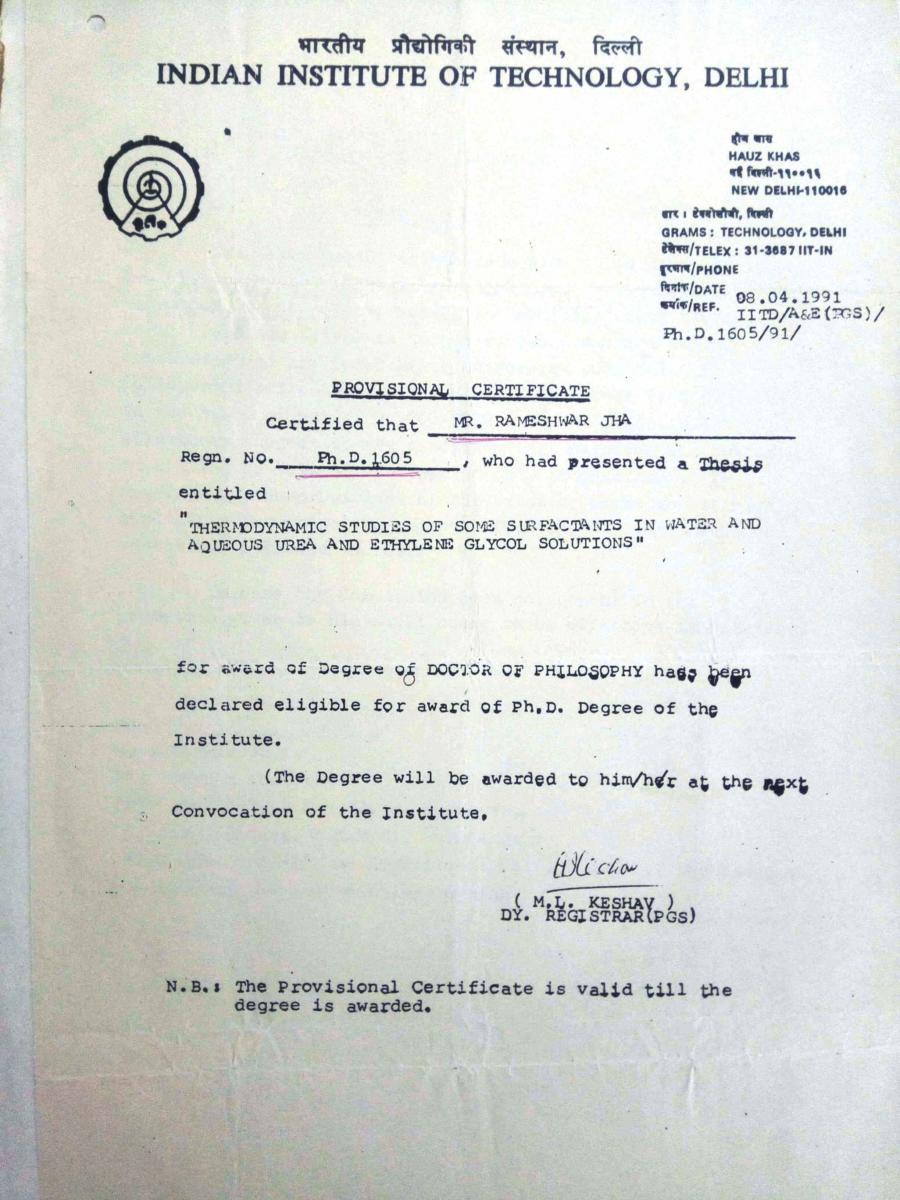 भारतीय प्रौद्योगिकी संस्थान, दिल्ली
INDIAN INSTITUTE OF TECHNOLOGY, DELHI
हौज खास
HAUZ KHAS
नई दिल्ली-११००१६
NEW DELHI-110016
तार : टेक्नोलोजी, दिल्ली
GRAMS : TECHNOLOGY, DELHI
टेलेक्स/TELEX : 31-3687 IIT-IN
दूरभाष/PHONE
दिनांक/DATE 08.04.1991
क्रमांक/REF. IITD/A&E(PGS)/
Ph.D.1605/91/
PROVISIONAL CERTIFICATE
Certified that MR. RAMESHWAR JHA
Regn. No. Ph.D.1605, who had presented a Thesis
entitled
"THERMODYNAMIC STUDIES OF SOME SURFACTANTS IN WATER AND
AQUEOUS UREA AND ETHYLENE GLYCOL SOLUTIONS"
for award of Degree of DOCTOR OF PHILOSOPHY has been
declared eligible for award of Ph.D. Degree of the
Institute.
(The Degree will be awarded to him/her at the next
Convocation of the Institute.
( M.L. KESHAV )
DY. REGISTRAR(PGS)
N.B.: The Provisional Certificate is valid till the
degree is awarded.